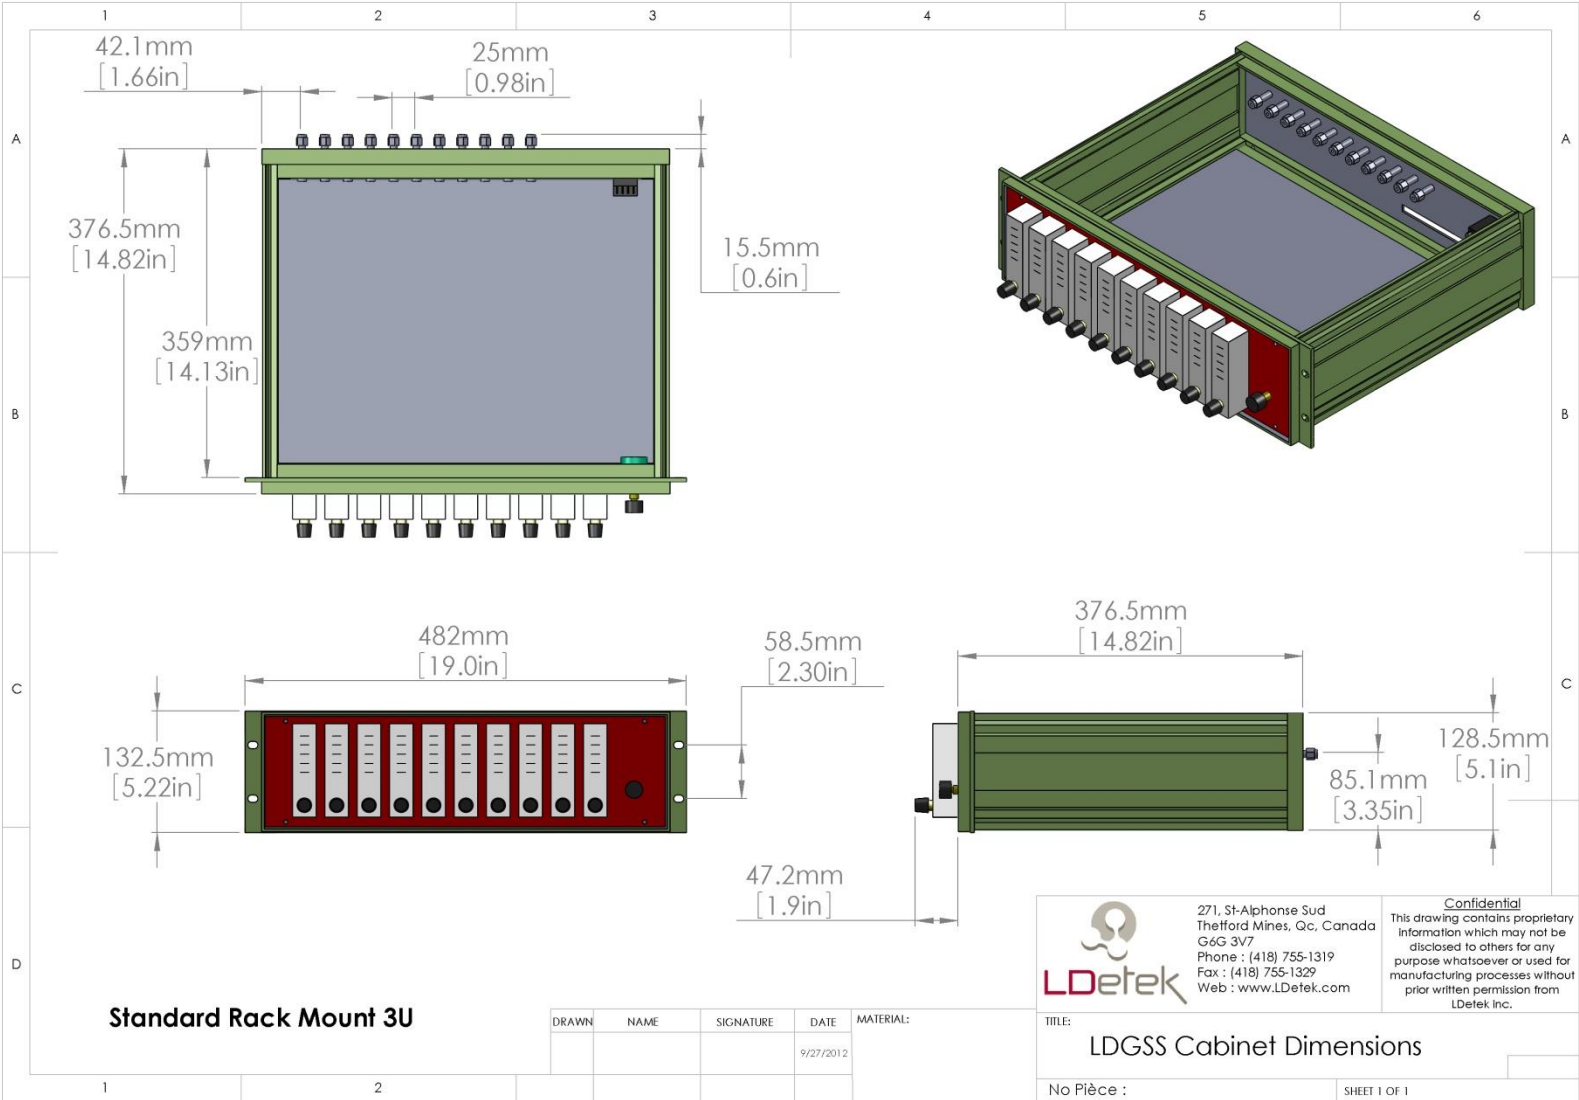 1 2 3 4 5 6
A A
B B
C C
D
42.1mm
[1.66in]
25mm
[0.98in]
376.5mm
[14.82in]
359mm
[14.13in]
15.5mm
[0.6in]
482mm
[19.0in]
58.5mm
[2.30in]
132.5mm
[5.22in]
376.5mm
[14.82in]
128.5mm
[5.1in]
85.1mm
[3.35in]
47.2mm
[1.9in]
Standard Rack Mount 3U
DRAWN NAME SIGNATURE DATE MATERIAL:
9/27/2012
LDetek
271, St-Alphonse Sud
Thetford Mines, Qc, Canada
G6G 3V7
Phone : (418) 755-1319
Fax : (418) 755-1329
Web : www.LDetek.com
Confidential
This drawing contains proprietary
information which may not be
disclosed to others for any
purpose whatsoever or used for
manufacturing processes without
prior written permission from
LDetek inc.
TITLE:
LDGSS Cabinet Dimensions
No Pièce :
SHEET 1 OF 1
1 2